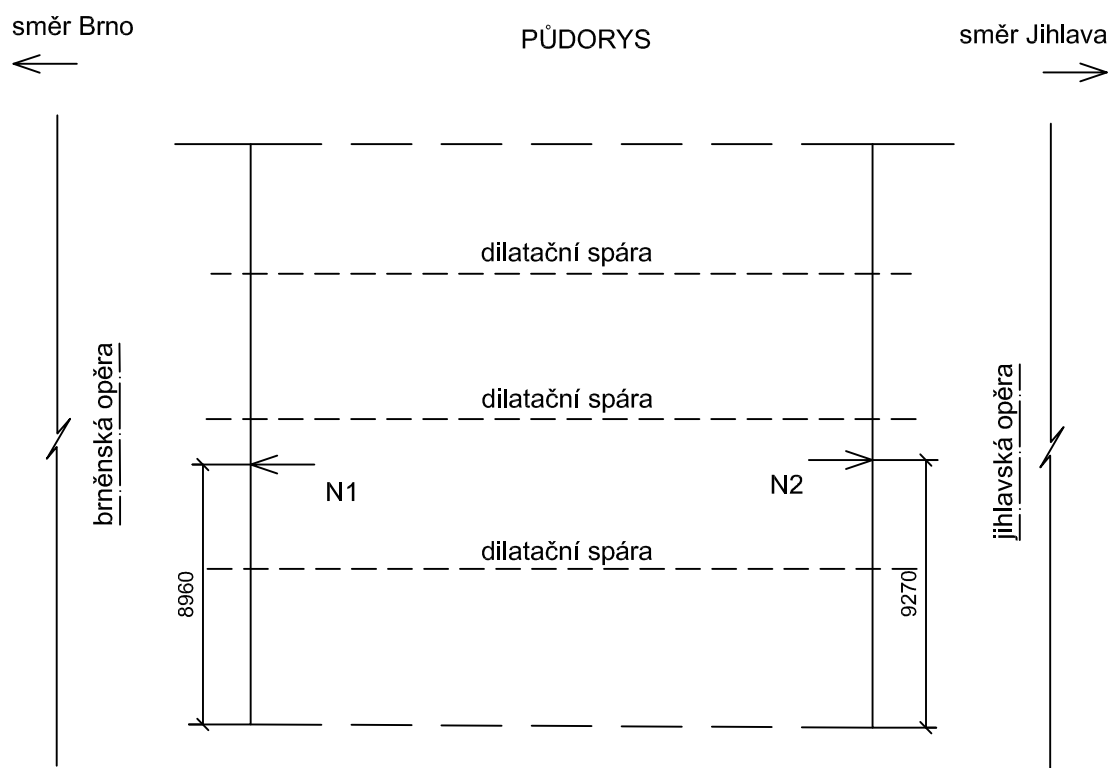 směr Brno
PŮDORYS
směr Jihlava
dilatační spára
dilatační spára
brněnská opěra
jihlavská opěra
N1
N2
dilatační spára
8960
9270